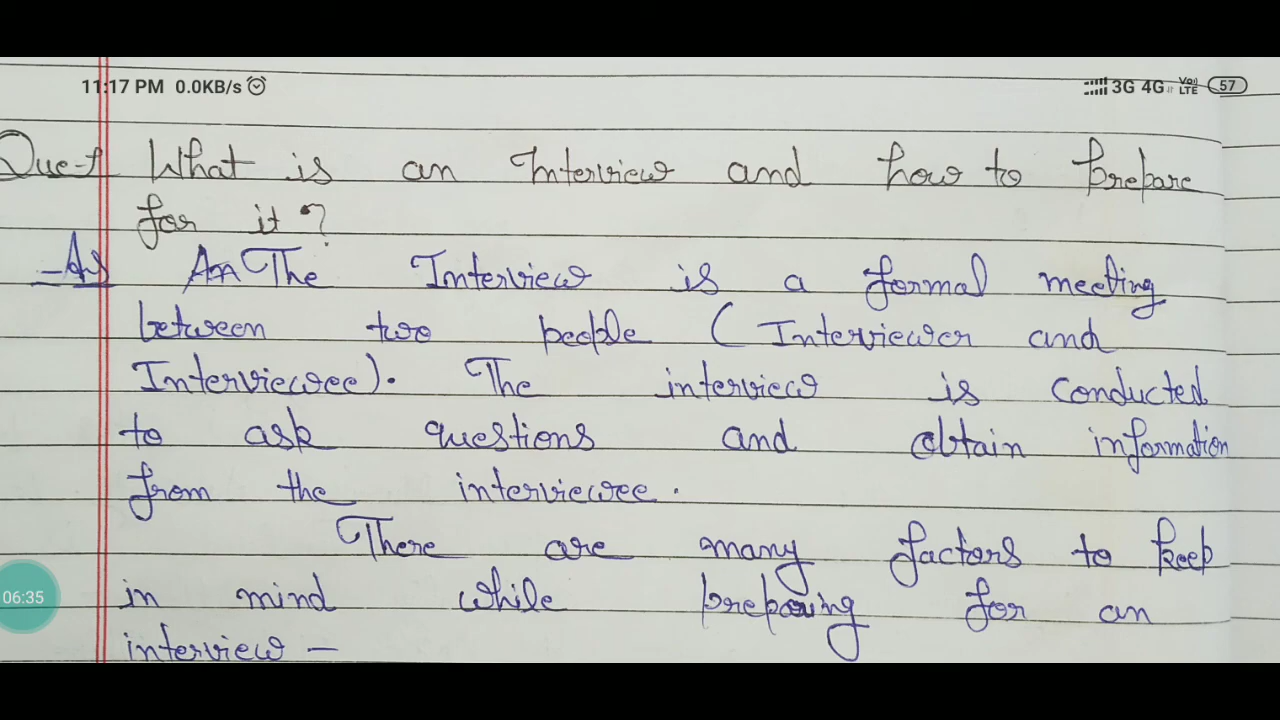 11:17 PM 0.0KB/s 3G 4G Vo) LTE 57
Que-1 What is an Interview and how to prepare
for it?
-Ans An The Interview is a formal meeting
between two people (Interviewer and
Interviewee). The interview is conducted
to ask questions and obtain information
from the interviewee.
There are many factors to keep
06:35 in mind while preparing for an
interview -